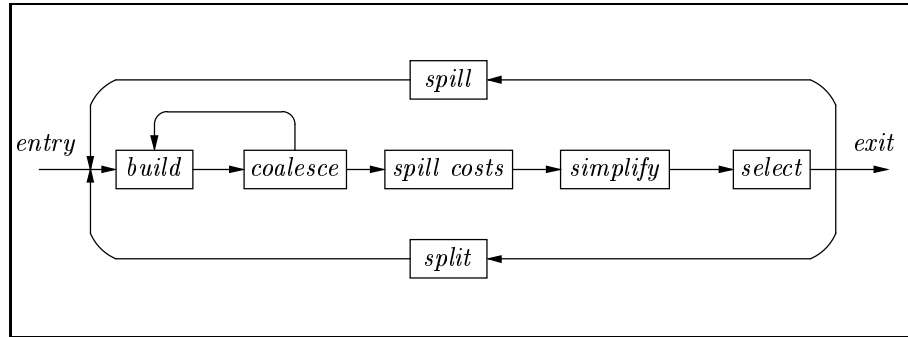 spill
entry
exit
build
coalesce
spill costs
simplify
select
split